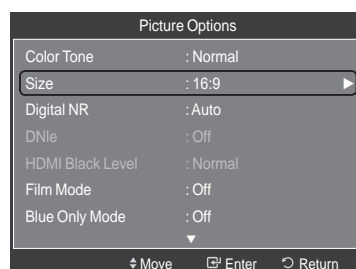 Picture Options
Color Tone : Normal
Size : 16:9
Digital NR : Auto
DNIe : Off
HDMI Black Level : Normal
Film Mode : Off
Blue Only Mode : Off
Move Enter Return